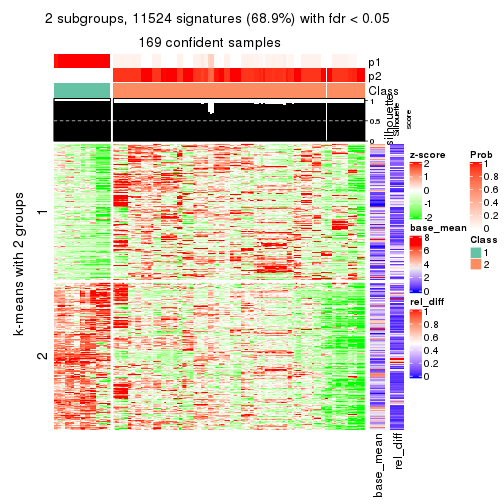 2 subgroups, 11524 signatures (68.9%) with fdr < 0.05
169 confident samples
p1
p2
Class
1
0.5
0
silhouette
Silhouette
score
k-means with 2 groups
1
2
base_mean
rel_diff
z-score
2
1
0
-1
-2
base_mean
8
6
4
2
0
rel_diff
1
0.8
0.6
0.4
0.2
0
Prob
1
0.8
0.6
0.4
0.2
0
Class
1
2